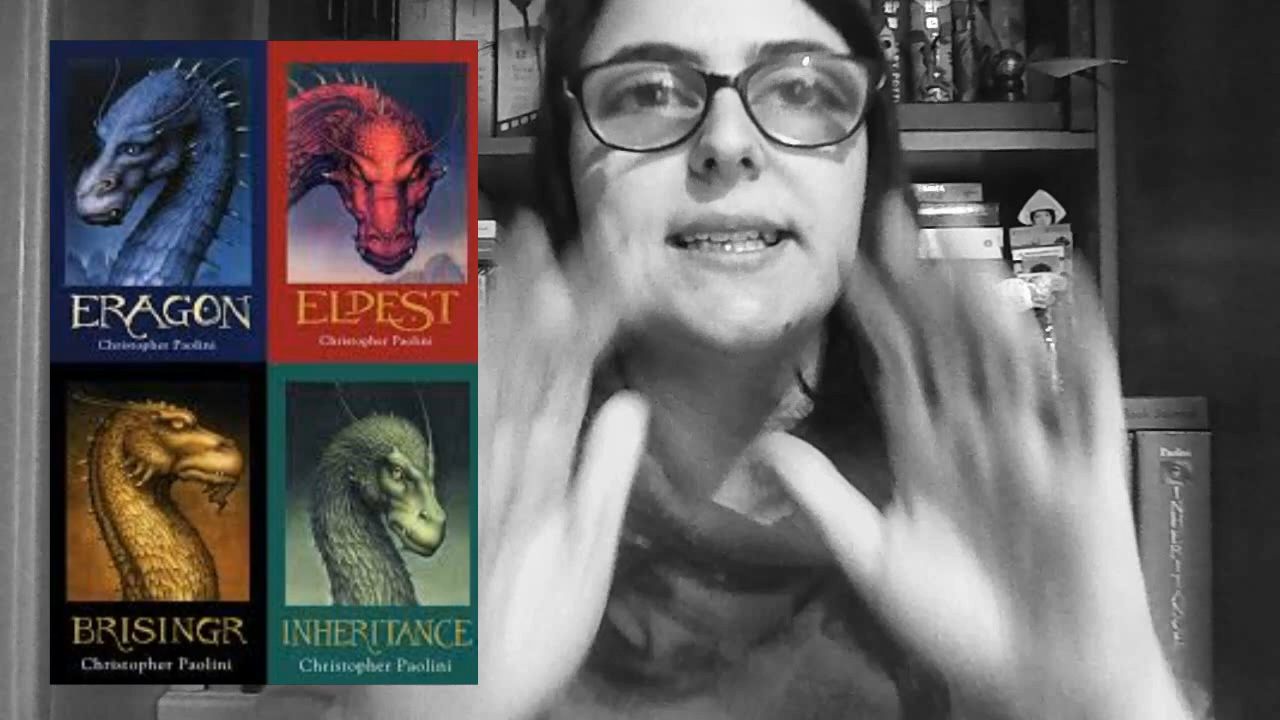 ERAGON
Christopher Paolini
ELDEST
Christopher Paolini
BRISINGR
Christopher Paolini
INHERITANCE
Christopher Paolini
Paolini
INHERITANCE